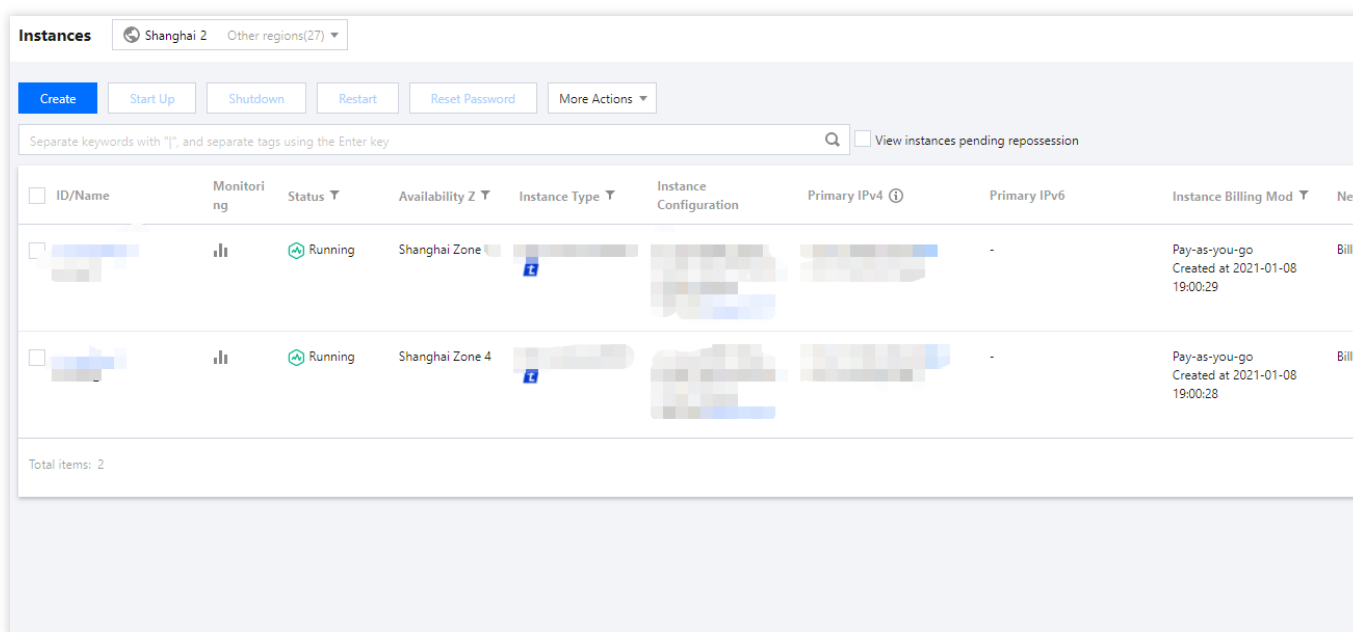 Instances Shanghai 2 Other regions(27)
Create Start Up Shutdown Restart Reset Password More Actions
Separate keywords with "|", and separate tags using the Enter key View instances pending repossession
ID/Name Monitori Status Availability Z Instance Type Instance Primary IPv4 Primary IPv6 Instance Billing Mod Ne
ng Configuration
Running Shanghai Zone - Pay-as-you-go Bill
Created at 2021-01-08
19:00:29
Running Shanghai Zone 4 - Pay-as-you-go Bill
Created at 2021-01-08
19:00:28
Total items: 2